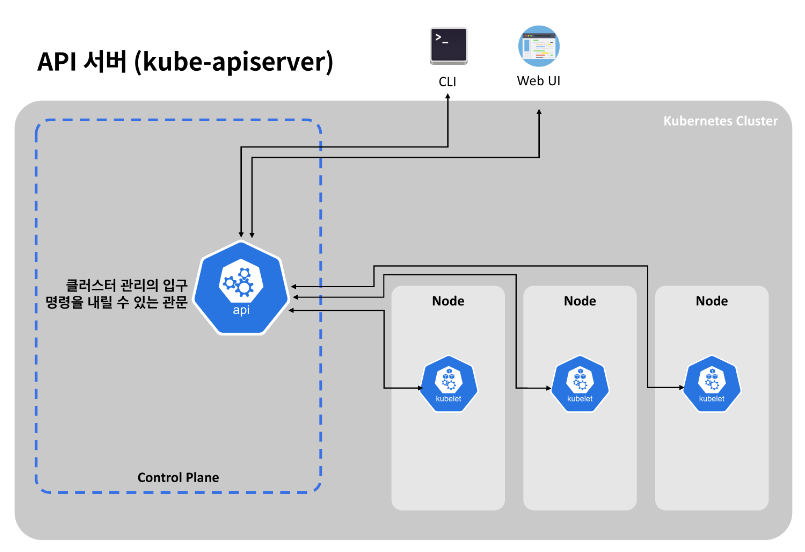 API 서버 (kube-apiserver)
>_
CLI
Web UI
Kubernetes Cluster
클러스터 관리의 입구
명령을 내릴 수 있는 관문
api
Node
Node
Node
kubelet
kubelet
kubelet
Control Plane